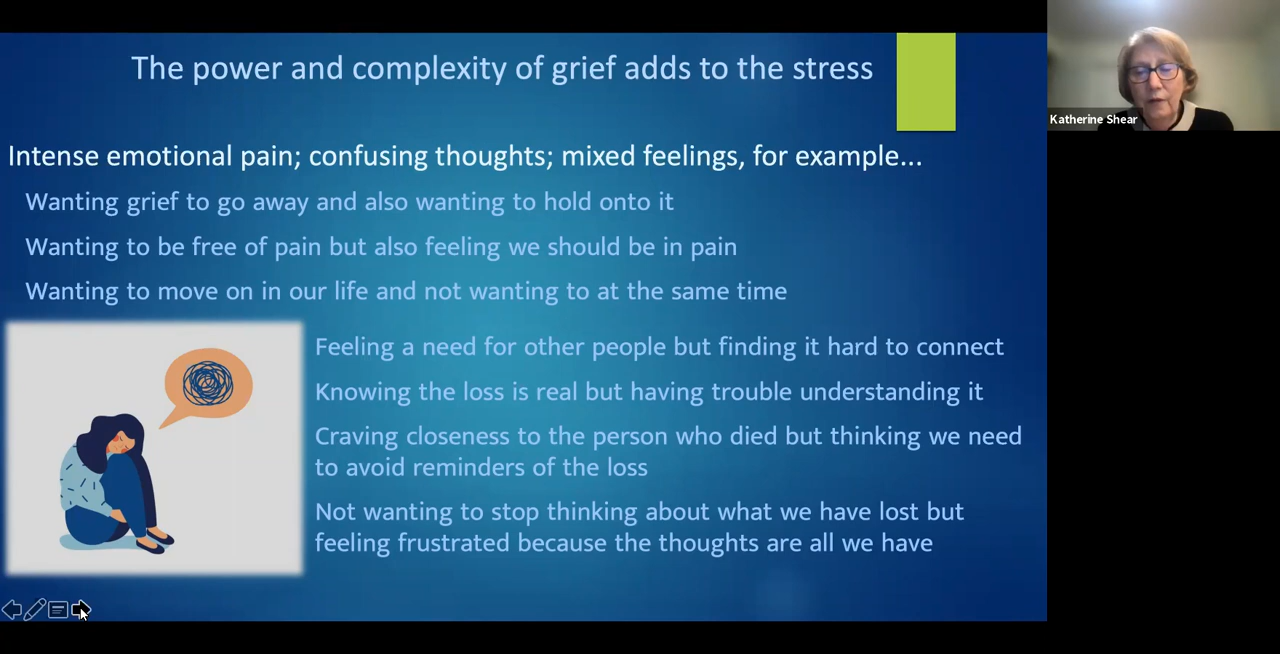 The power and complexity of grief adds to the stress
Katherine Shear
Intense emotional pain; confusing thoughts; mixed feelings, for example...
Wanting grief to go away and also wanting to hold onto it
Wanting to be free of pain but also feeling we should be in pain
Wanting to move on in our life and not wanting to at the same time
Feeling a need for other people but finding it hard to connect
Knowing the loss is real but having trouble understanding it
Craving closeness to the person who died but thinking we need
to avoid reminders of the loss
Not wanting to stop thinking about what we have lost but
feeling frustrated because the thoughts are all we have